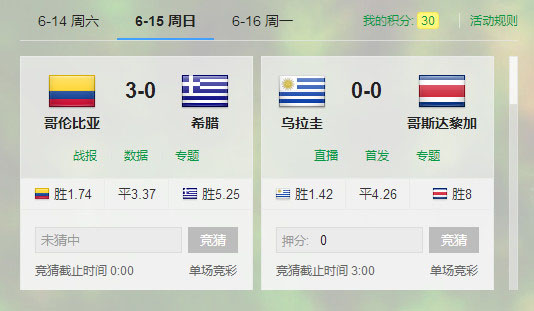 6-14 周六 6-15 周日 6-16 周一 我的积分: 30 活动规则
3-0
哥伦比亚 希腊
战报 数据 专题
胜1.74 平3.37 胜5.25
未猜中 竞猜
竞猜截止时间 0:00 单场竞彩
0-0
乌拉圭 哥斯达黎加
直播 首发 专题
胜1.42 平4.26 胜8
押分: 0 竞猜
竞猜截止时间 3:00 单场竞彩